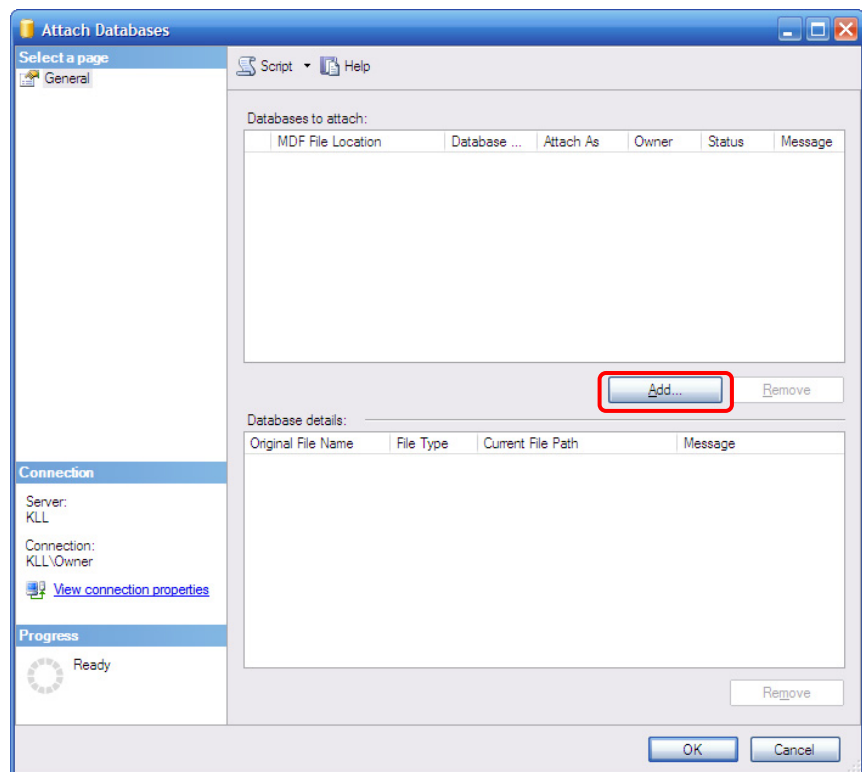 Attach Databases
Select a page
General
Script
Help
Databases to attach:
MDF File Location Database ... Attach As Owner Status Message
Add...
Remove
Database details:
Original File Name File Type Current File Path Message
Connection
Server:
KLL
Connection:
KLL\Owner
View connection properties
Progress
Ready
Remove
OK
Cancel